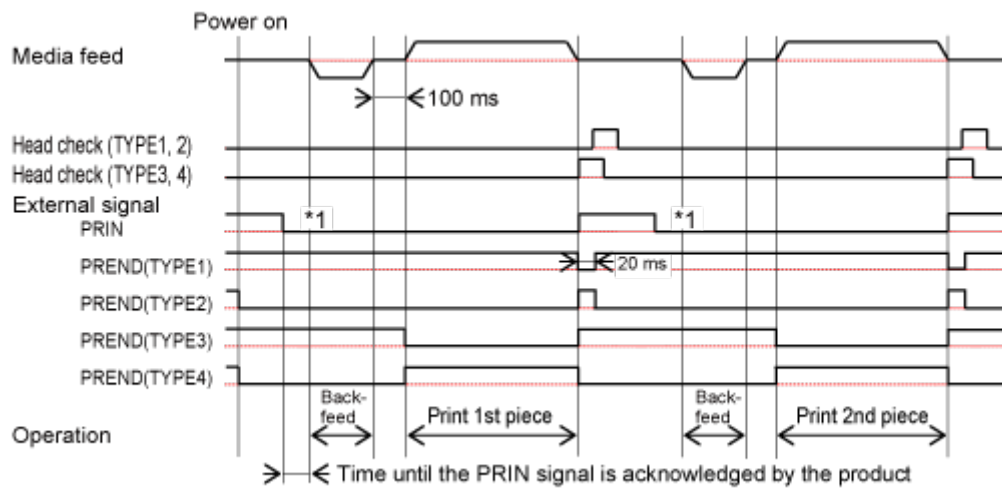 Power on
Media feed
100 ms
Head check (TYPE1, 2)
Head check (TYPE3, 4)
External signal
PRIN *1 *1
PREND(TYPE1) 20 ms
PREND(TYPE2)
PREND(TYPE3)
PREND(TYPE4)
Back-
feed
Print 1st piece
Back-
feed
Print 2nd piece
Operation
Time until the PRIN signal is acknowledged by the product